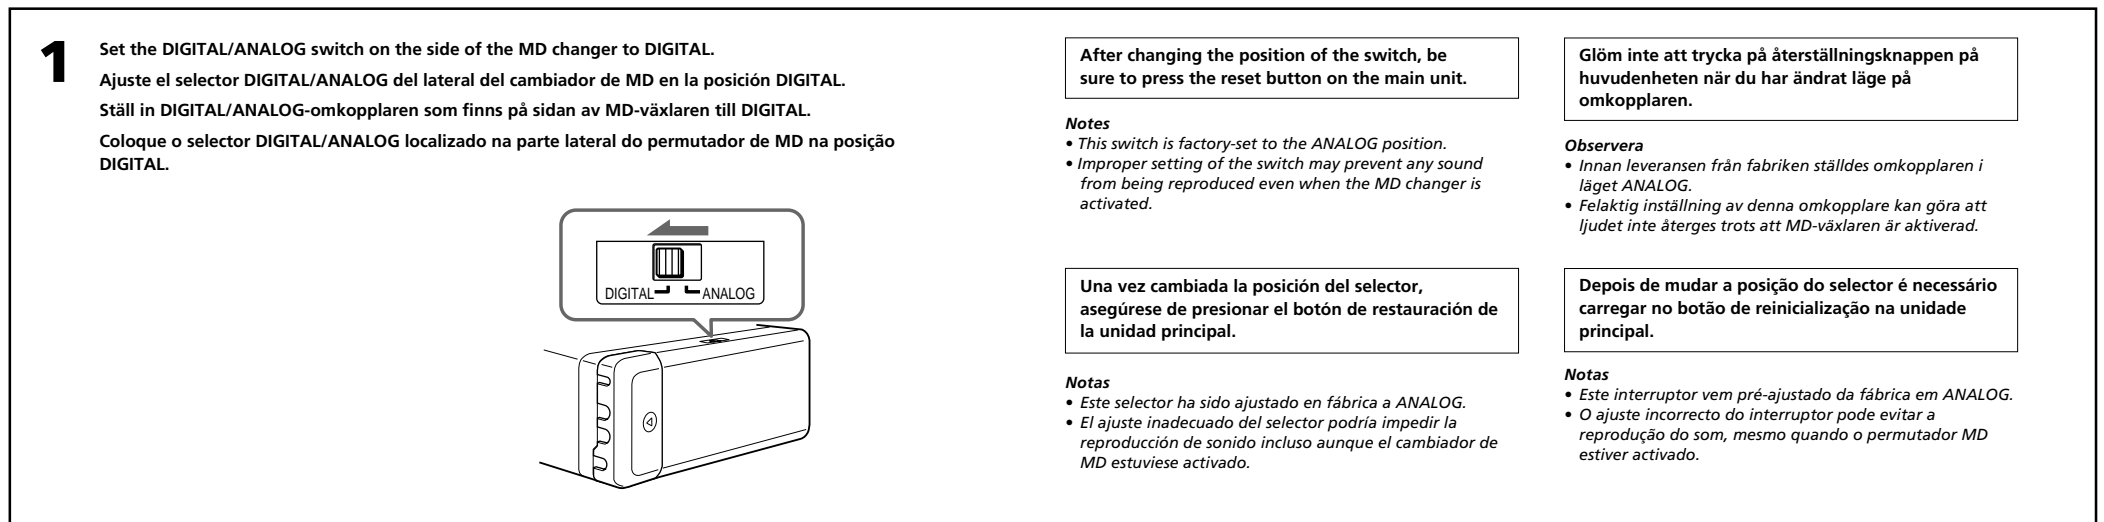 1
Set the DIGITAL/ANALOG switch on the side of the MD changer to DIGITAL.
Ajuste el selector DIGITAL/ANALOG del lateral del cambiador de MD en la posición DIGITAL.
Ställ in DIGITAL/ANALOG-omkopplaren som finns på sidan av MD-växlaren till DIGITAL.
Coloque o selector DIGITAL/ANALOG localizado na parte lateral do permutador de MD na posição
DIGITAL.
DIGITAL ANALOG
After changing the position of the switch, be
sure to press the reset button on the main unit.
Notes
• This switch is factory-set to the ANALOG position.
• Improper setting of the switch may prevent any sound
from being reproduced even when the MD changer is
activated.
Una vez cambiada la posición del selector,
asegúrese de presionar el botón de restauración de
la unidad principal.
Notas
• Este selector ha sido ajustado en fábrica a ANALOG.
• El ajuste inadecuado del selector podría impedir la
reproducción de sonido incluso aunque el cambiador de
MD estuviese activado.
Glöm inte att trycka på återställningsknappen på
huvudenheten när du har ändrat läge på
omkopplaren.
Observera
• Innan leveransen från fabriken ställdes omkopplaren i
läget ANALOG.
• Felaktig inställning av denna omkopplare kan göra att
ljudet inte återges trots att MD-växlaren är aktiverad.
Depois de mudar a posição do selector é necessário
carregar no botão de reinicialização na unidade
principal.
Notas
• Este interruptor vem pré-ajustado da fábrica em ANALOG.
• O ajuste incorrecto do interruptor pode evitar a
reprodução do som, mesmo quando o permutador MD
estiver activado.